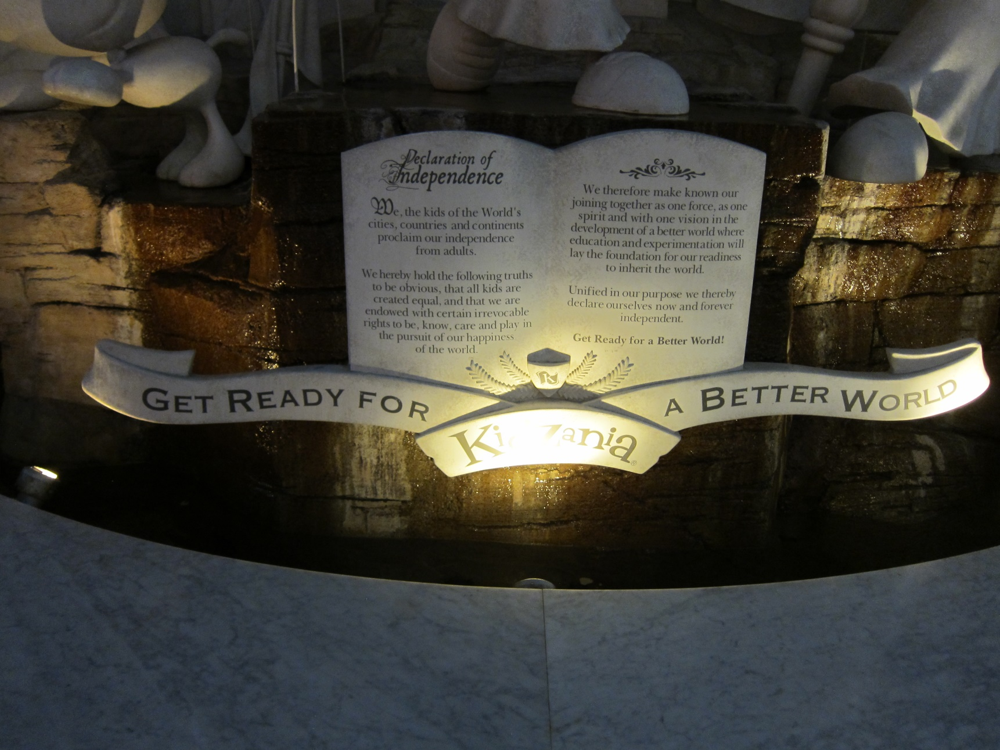 Declaration of
Independence
We, the kids of the World's
cities, countries and continents
proclaim our independence
from adults.
We hereby hold the following truths
to be obvious, that all kids are
created equal, and that we are
endowed with certain irrevocable
rights to be, know, care and play in
the pursuit of our happiness
of the world.
We therefore make known our
joining together as one force, as one
spirit and with one vision in the
development of a better world where
education and experimentation will
lay the foundation for our readiness
to inherit the world.
Unified in our purpose we thereby
declare ourselves now and forever
independent.
Get Ready for a Better World!
K
GET READY FOR A BETTER WORLD
KidZania®